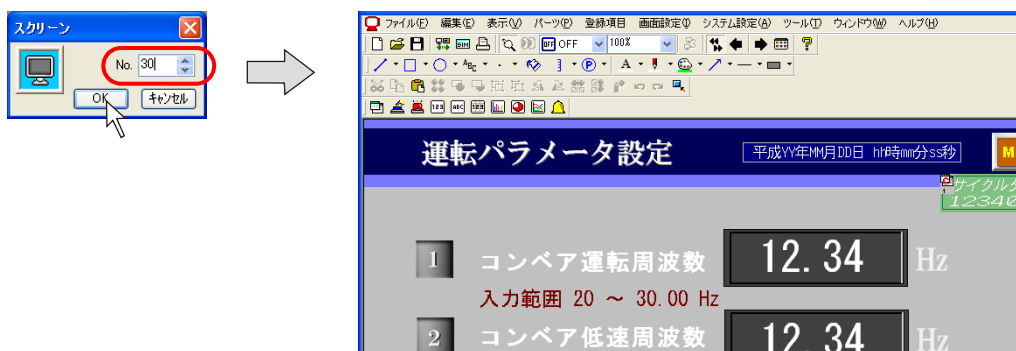 スクリーン
No. 30
OK キャンセル
ファイル(F) 編集(E) 表示(V) パーツ(P) 登録項目 画面設定 システム設定(A) ツール(T) ウィンドウ(W) ヘルプ(H)
OFF OFF 100%
ABC P A
123 ABC 123
運転パラメータ設定 平成YY年MM月DD日 hh時mm分ss秒 M
サイクルタ
12340
1 コンベア運転周波数 12.34 Hz
入力範囲 20 ～ 30.00 Hz
2 コンベア低速周波数 12.34 Hz